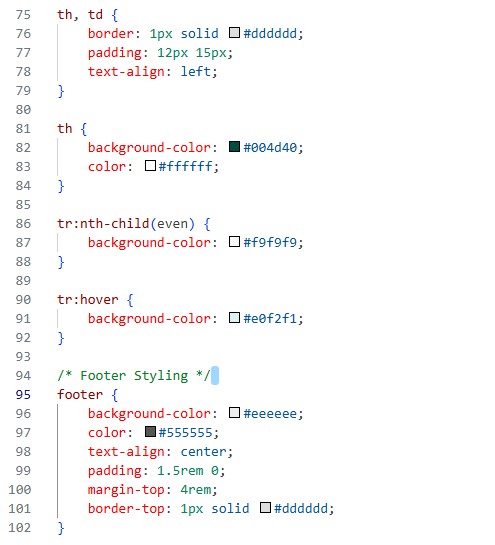 75 th, td {
76     border: 1px solid #dddddd;
77     padding: 12px 15px;
78     text-align: left;
79 }
80
81 th {
82     background-color: #004d40;
83     color: #ffffff;
84 }
85
86 tr:nth-child(even) {
87     background-color: #f9f9f9;
88 }
89
90 tr:hover {
91     background-color: #e0f2f1;
92 }
93
94 /* Footer Styling */
95 footer {
96     background-color: #eeeeee;
97     color: #555555;
98     text-align: center;
99     padding: 1.5rem 0;
100     margin-top: 4rem;
101     border-top: 1px solid #dddddd;
102 }